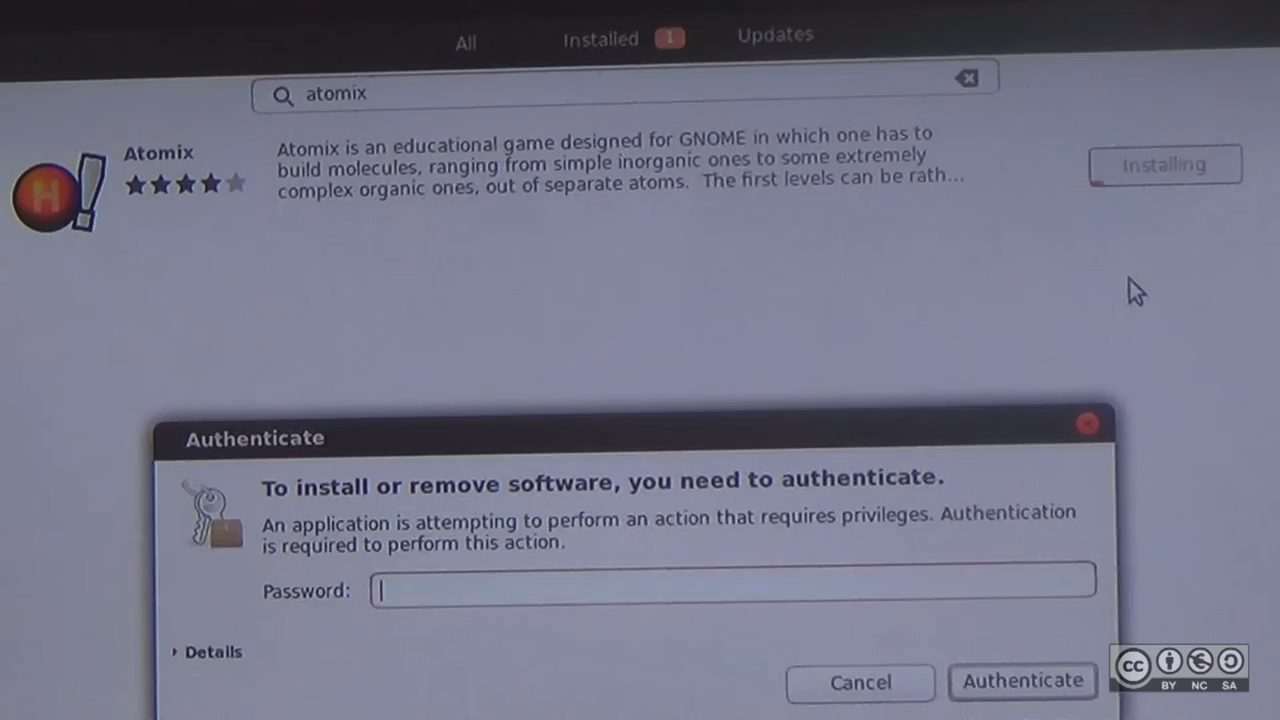 All Installed 1 Updates
atomix
Atomix
Atomix is an educational game designed for GNOME in which one has to
build molecules, ranging from simple inorganic ones to some extremely
complex organic ones, out of separate atoms. The first levels can be rath...
Installing
H!
Authenticate
To install or remove software, you need to authenticate.
An application is attempting to perform an action that requires privileges. Authentication
is required to perform this action.
Password:
Details
Cancel Authenticate
cc
BY NC SA